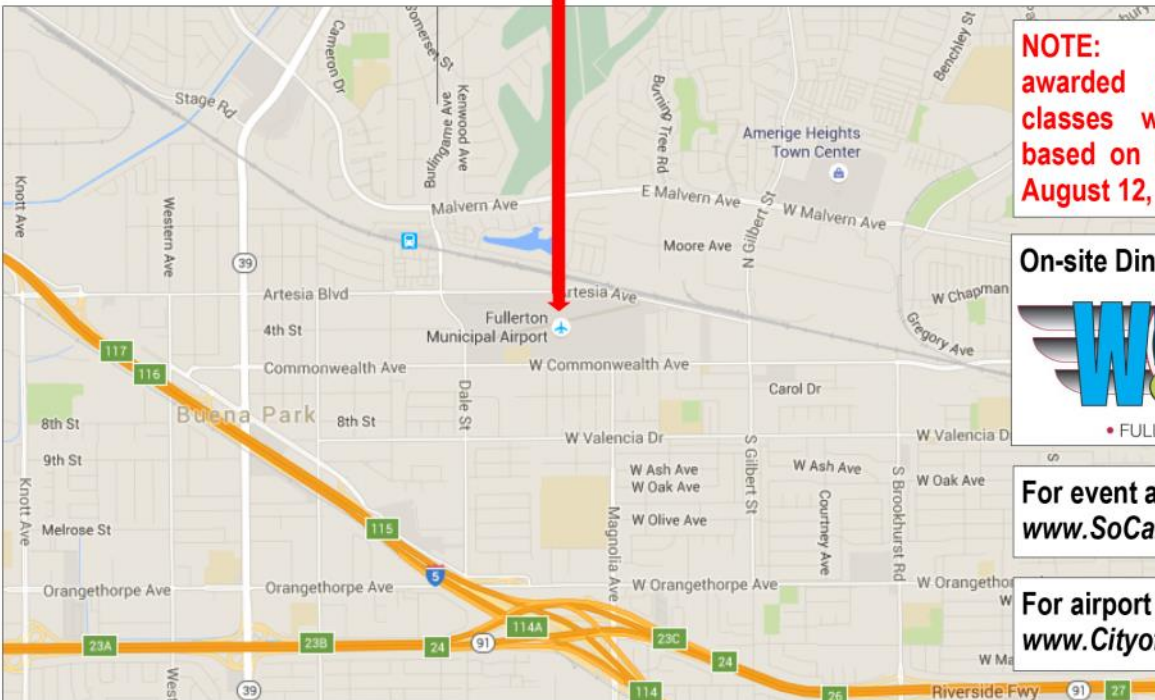 Somerset St
Benchley St
Cameron Dr
Kenwood Ave
Burlingame Ave
Burning Tree Rd
Stage Rd
Amerige Heights
Town Center
Knott Ave
Western Ave
Malvern Ave
E Malvern Ave
W Malvern Ave
N Gilbert St
Moore Ave
39
Artesia Blvd
Artesia Ave
W Chapman
Gregory Ave
4th St
Fullerton
Municipal Airport
117
116
Commonwealth Ave
W Commonwealth Ave
Dale St
Carol Dr
Buena Park
8th St
8th St
W Valencia Dr
W Valencia D
9th St
W Ash Ave
W Oak Ave
W Ash Ave
W Oak Ave
S Gilbert St
S Brookhurst Rd
Courtney Ave
Knott Ave
Melrose St
115
W Olive Ave
Magnolia Ave
5
Orangethorpe Ave
Orangethorpe Ave
W Orangethorpe Ave
W Orangethor
23A
23B
24
91
114A
23C
24
W Ma
West
39
114
26
Riverside Fwy
91
27
NOTE:
awarded
classes w
based on
August 12,
On-site Din
• FULL
For event a
www.SoCa
For airport
www.Cityo